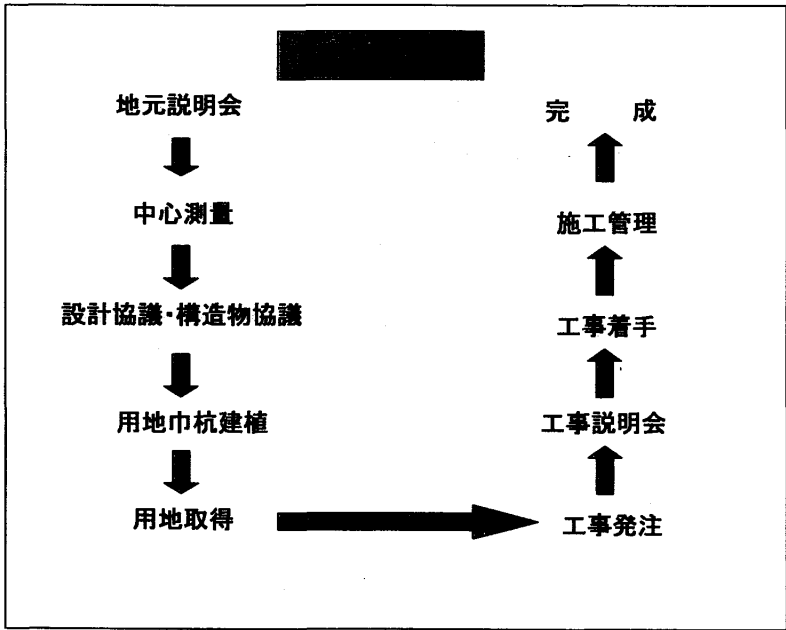 地元説明会
中心測量
設計協議・構造物協議
用地巾杭建植
用地取得
工事発注
工事説明会
工事着手
施工管理
完　　成